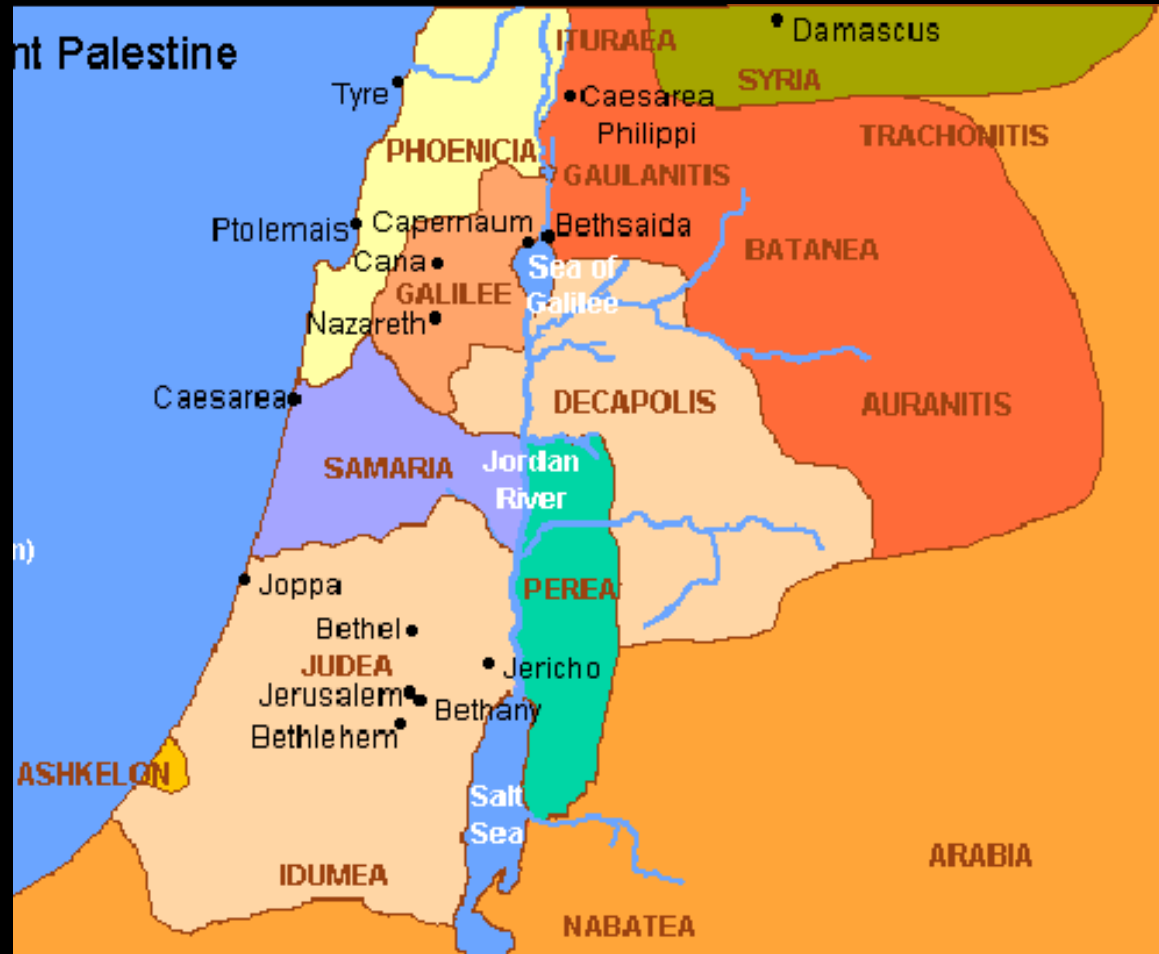 nt Palestine
ITURAEA
Damascus
SYRIA
Tyre
Caesarea
Philippi
TRACHONITIS
PHOENICIA
GAULANITIS
Ptolemais
Capernaum
Bethsaida
BATANEA
Cana
Sea of
Galilee
GALILEE
Nazareth
Caesarea
DECAPOLIS
AURANITIS
SAMARIA
Jordan
River
n)
Joppa
PEREA
Bethel
JUDEA
Jericho
Jerusalem
Bethany
Bethlehem
ASHKELON
Salt
Sea
ARABIA
IDUMEA
NABATEA